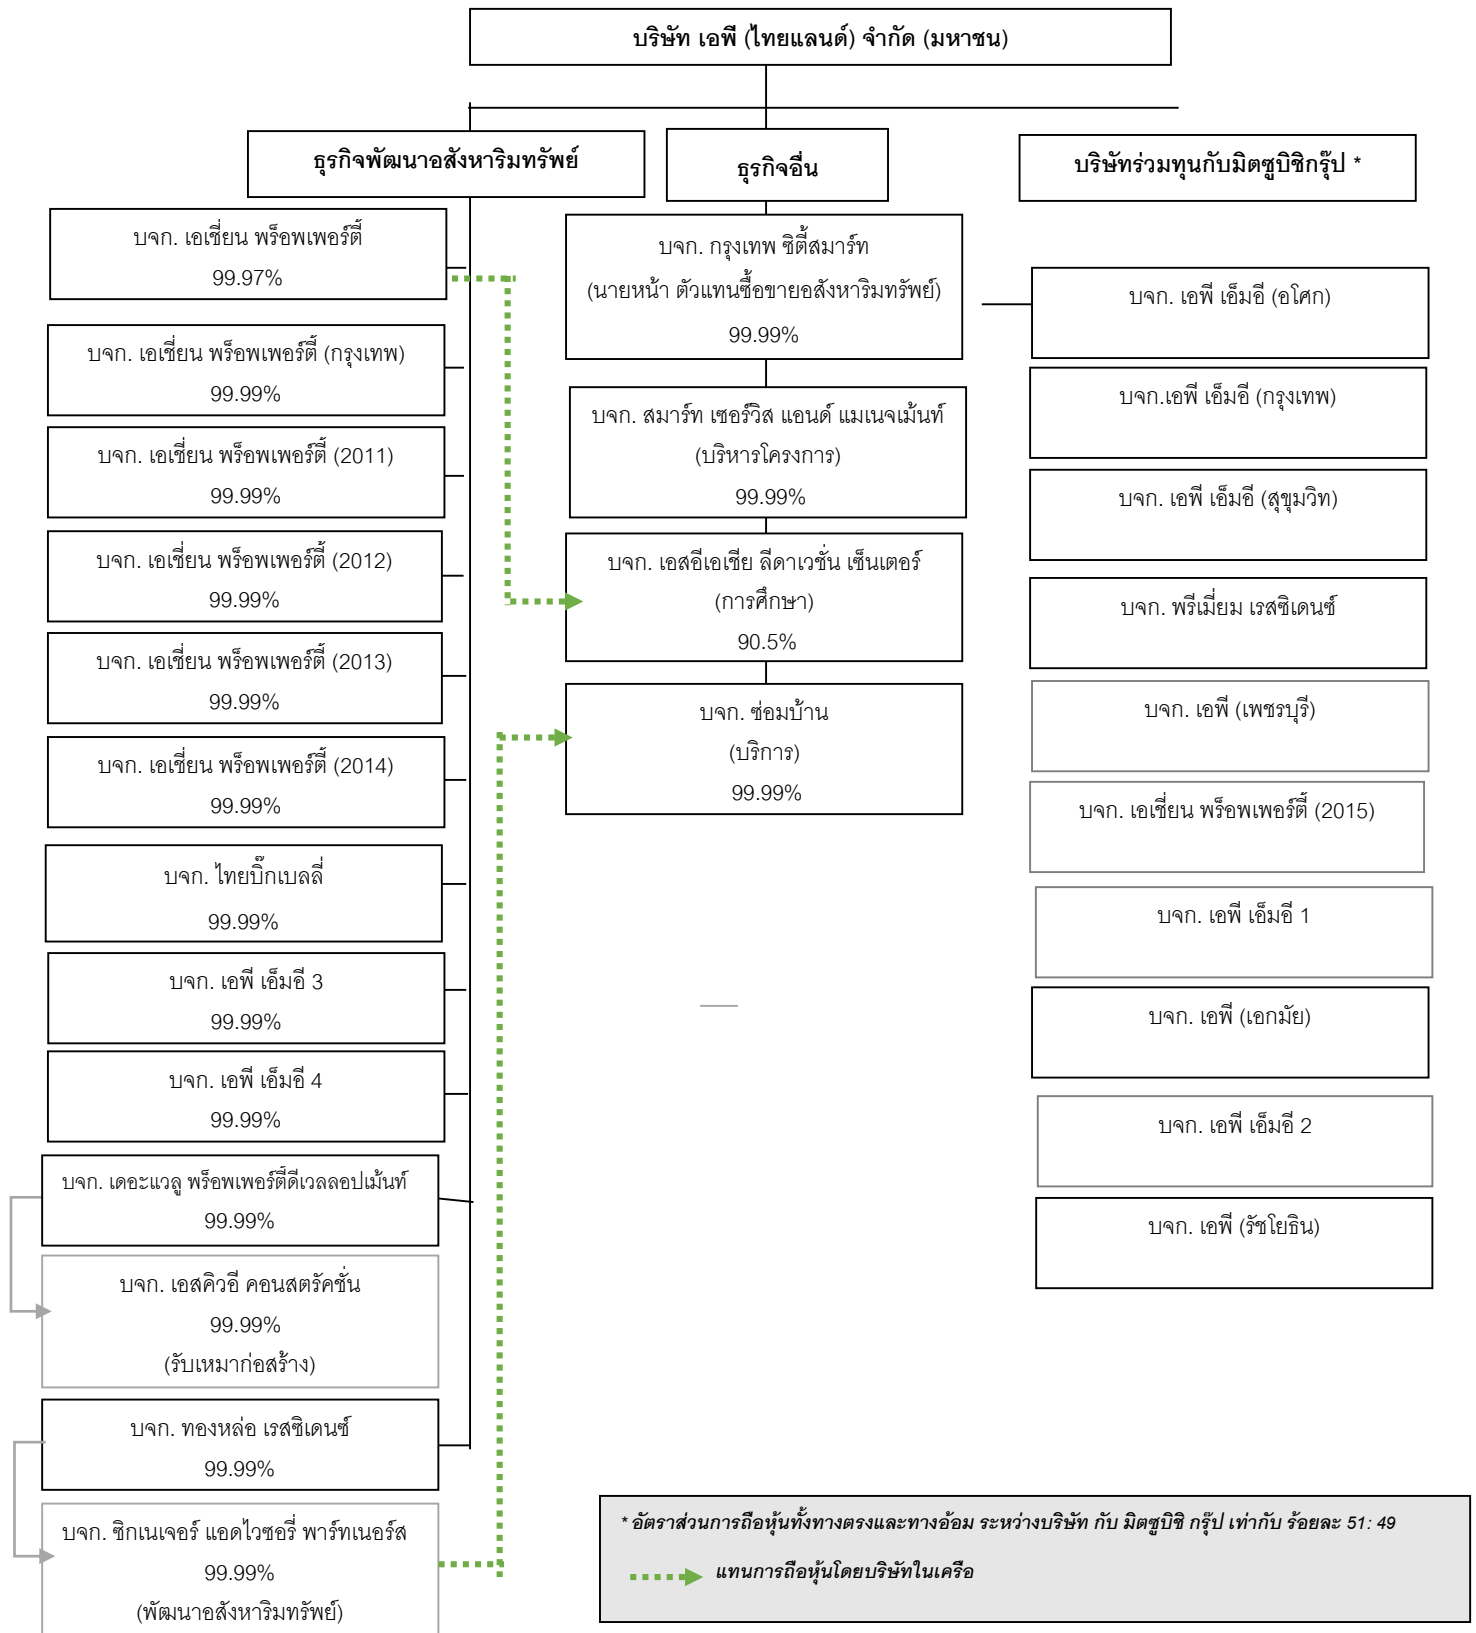 บริษัท เอพี (ไทยแลนด์) จำกัด (มหาชน)
ธุรกิจพัฒนาอสังหาริมทรัพย์
บจก. เอเชี่ยน พร็อพเพอร์ตี้
99.97%
บจก. เอเชี่ยน พร็อพเพอร์ตี้ (กรุงเทพ)
99.99%
บจก. เอเชี่ยน พร็อพเพอร์ตี้ (2011)
99.99%
บจก. เอเชี่ยน พร็อพเพอร์ตี้ (2012)
99.99%
บจก. เอเชี่ยน พร็อพเพอร์ตี้ (2013)
99.99%
บจก. เอเชี่ยน พร็อพเพอร์ตี้ (2014)
99.99%
บจก. ไทยบิ๊กเบลลี่
99.99%
บจก. เอพี เอ็มอี 3
99.99%
บจก. เอพี เอ็มอี 4
99.99%
บจก. เดอะแวลู พร็อพเพอร์ตี้ดีเวลลอปเม้นท์
99.99%
บจก. เอสคิวอี คอนสตรัคชั่น
99.99%
(รับเหมาก่อสร้าง)
บจก. ทองหล่อ เรสซิเดนซ์
99.99%
บจก. ซิกเนเจอร์ แอดไวซอรี่ พาร์ทเนอร์ส
99.99%
(พัฒนาอสังหาริมทรัพย์)
ธุรกิจอื่น
บจก. กรุงเทพ ซิตี้สมาร์ท
(นายหน้า ตัวแทนซื้อขายอสังหาริมทรัพย์)
99.99%
บจก. สมาร์ท เซอร์วิส แอนด์ แมเนจเม้นท์
(บริหารโครงการ)
99.99%
บจก. เอสอีเอเชีย ลีดาเวชั่น เซ็นเตอร์
(การศึกษา)
90.5%
บจก. ซ่อมบ้าน
(บริการ)
99.99%
บริษัทร่วมทุนกับมิตซูบิชิกรุ๊ป *
บจก. เอพี เอ็มอี (อโศก)
บจก.เอพี เอ็มอี (กรุงเทพ)
บจก. เอพี เอ็มอี (สุขุมวิท)
บจก. พรีเมี่ยม เรสซิเดนซ์
บจก. เอพี (เพชรบุรี)
บจก. เอเชี่ยน พร็อพเพอร์ตี้ (2015)
บจก. เอพี เอ็มอี 1
บจก. เอพี (เอกมัย)
บจก. เอพี เอ็มอี 2
บจก. เอพี (รัชโยธิน)
* อัตราส่วนการถือหุ้นทั้งทางตรงและทางอ้อม ระหว่างบริษัท กับ มิตซูบิชิ กรุ๊ป เท่ากับ ร้อยละ 51: 49
แทนการถือหุ้นโดยบริษัทในเครือ